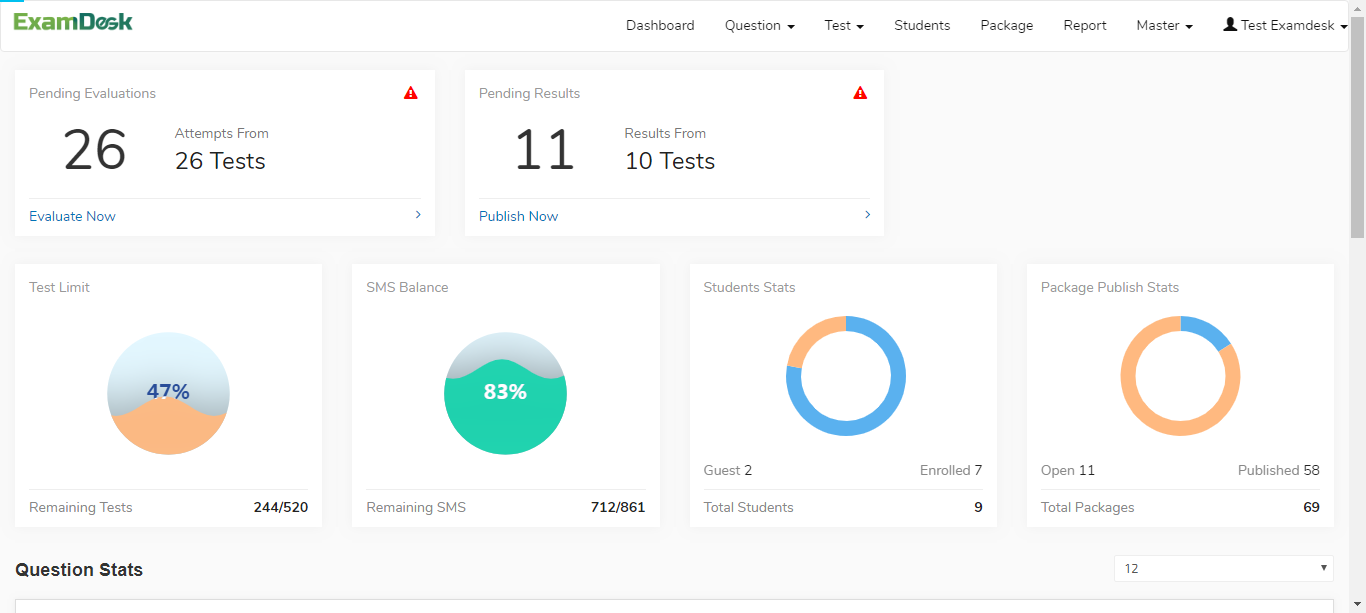 ExamDesk
Dashboard Question Test Students Package Report Master Test Examdesk
Pending Evaluations
26
Attempts From
26 Tests
Evaluate Now
Pending Results
11
Results From
10 Tests
Publish Now
Test Limit
47%
Remaining Tests 244/520
SMS Balance
83%
Remaining SMS 712/861
Students Stats
Guest 2 Enrolled 7
Total Students 9
Package Publish Stats
Open 11 Published 58
Total Packages 69
Question Stats
12